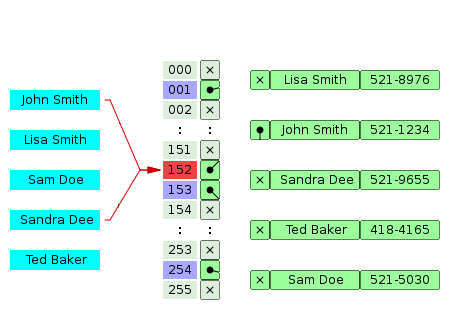 John Smith
Lisa Smith
Sam Doe
Sandra Dee
Ted Baker
000 ×
001
002 ×
: :
151 ×
152
153
154 ×
: :
253 ×
254
255 ×
× Lisa Smith 521-8976
John Smith 521-1234
× Sandra Dee 521-9655
× Ted Baker 418-4165
× Sam Doe 521-5030